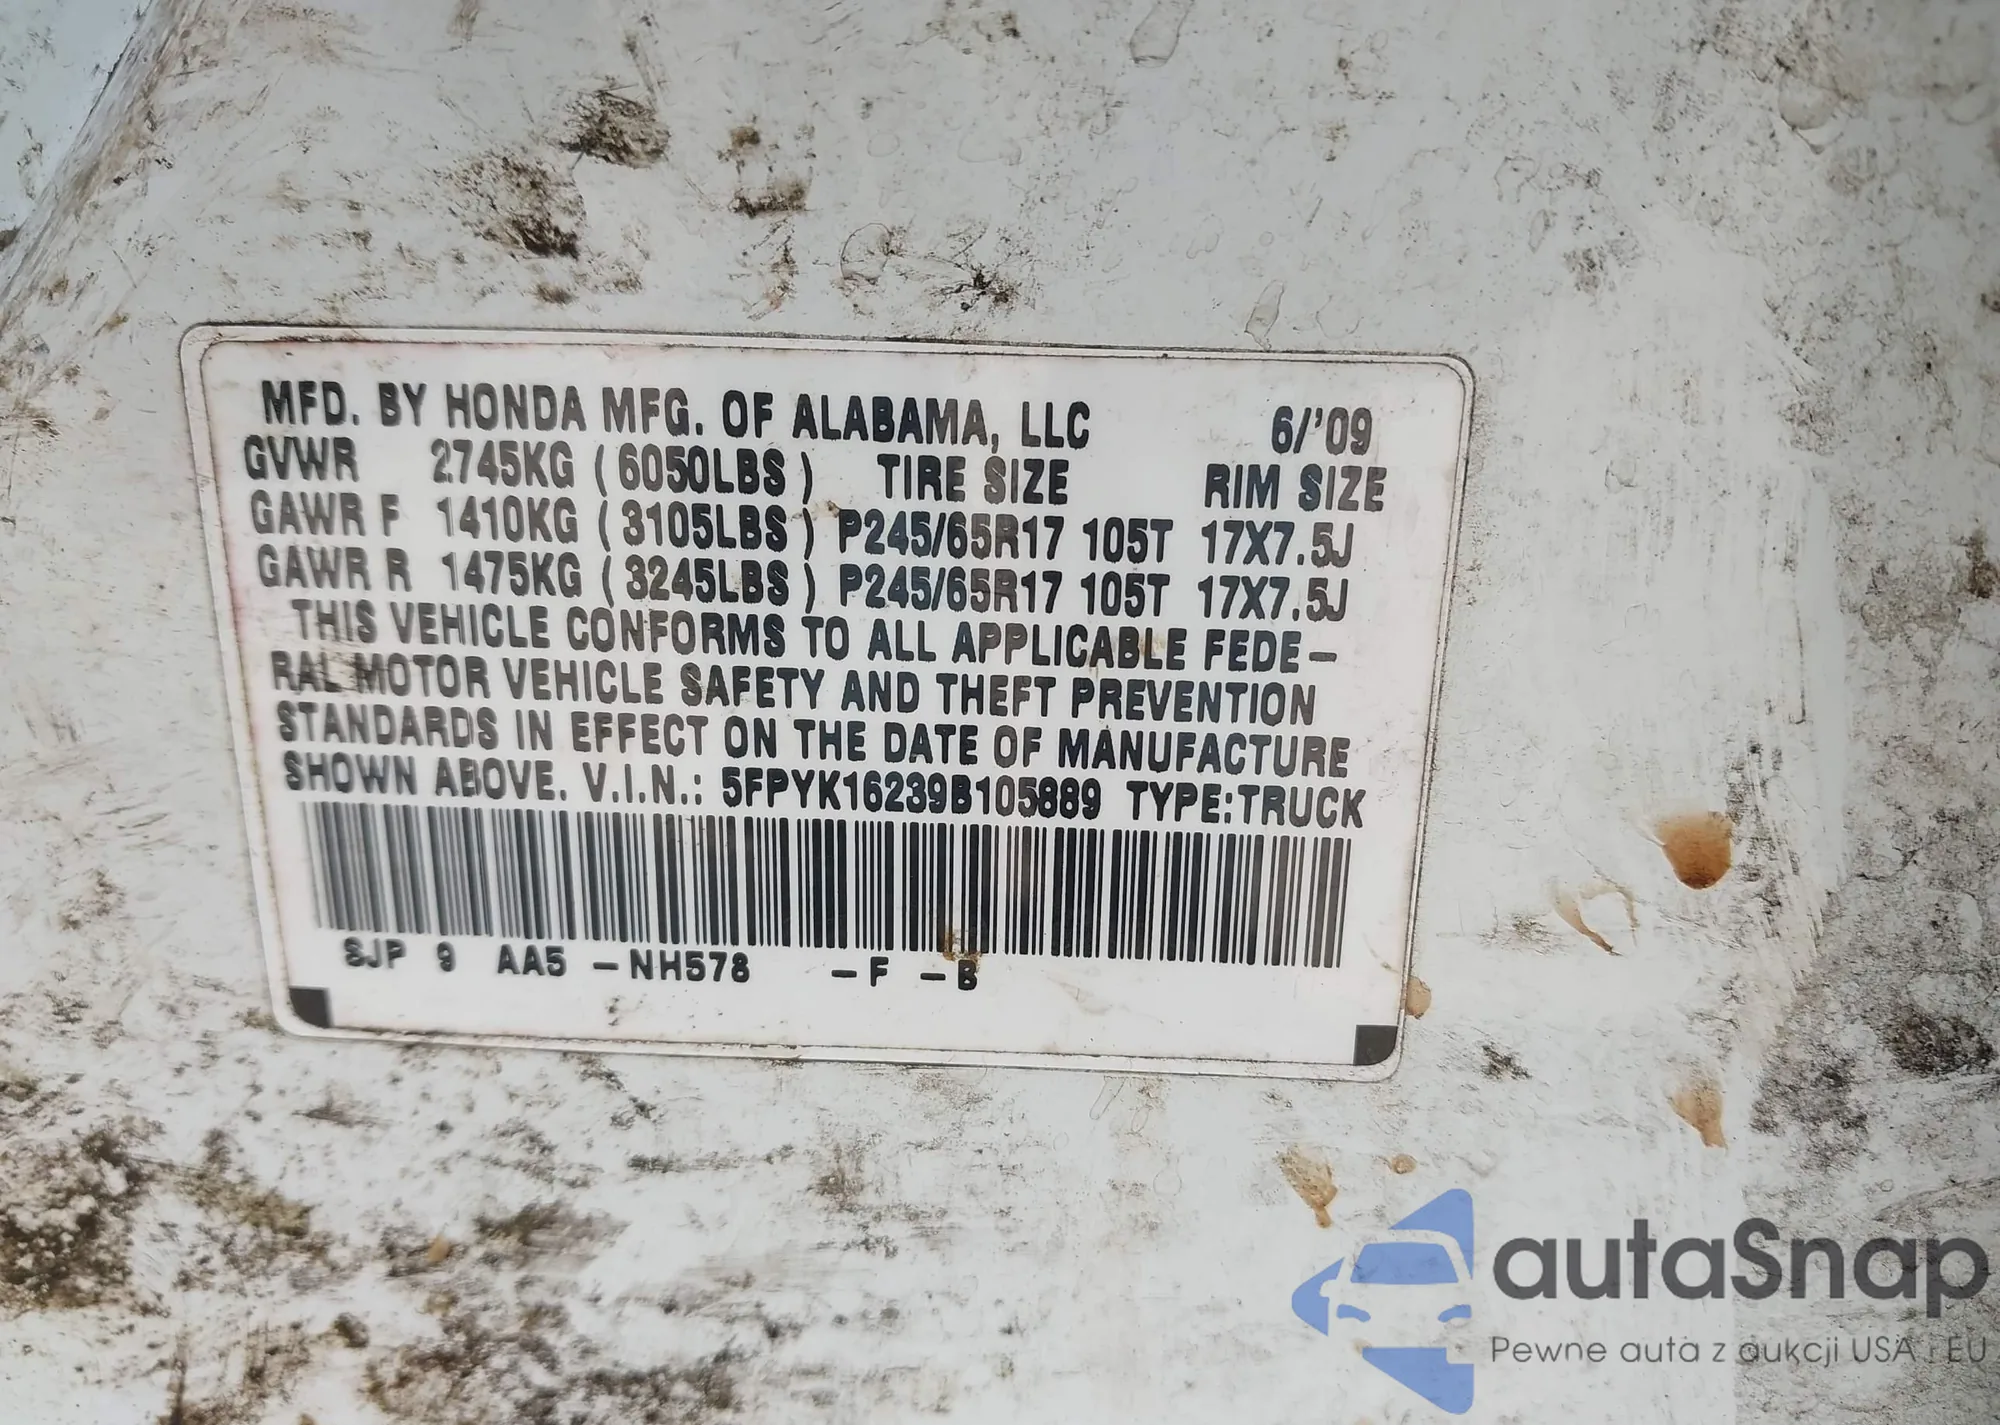 MFD. BY HONDA MFG. OF ALABAMA, LLC 6/'09
GVWR 2745KG (6050LBS) TIRE SIZE RIM SIZE
GAWR F 1410KG (3105LBS) P245/65R17 105T 17X7.5J
GAWR R 1475KG (3245LBS) P245/65R17 105T 17X7.5J
THIS VEHICLE CONFORMS TO ALL APPLICABLE FEDE-
RAL MOTOR VEHICLE SAFETY AND THEFT PREVENTION
STANDARDS IN EFFECT ON THE DATE OF MANUFACTURE
SHOWN ABOVE. V.I.N.: 5FPYK16239B105889 TYPE:TRUCK
SJP 9 AA5 -NH578 -F -B
autaSnap
Pewne auta z aukcji USA i EU